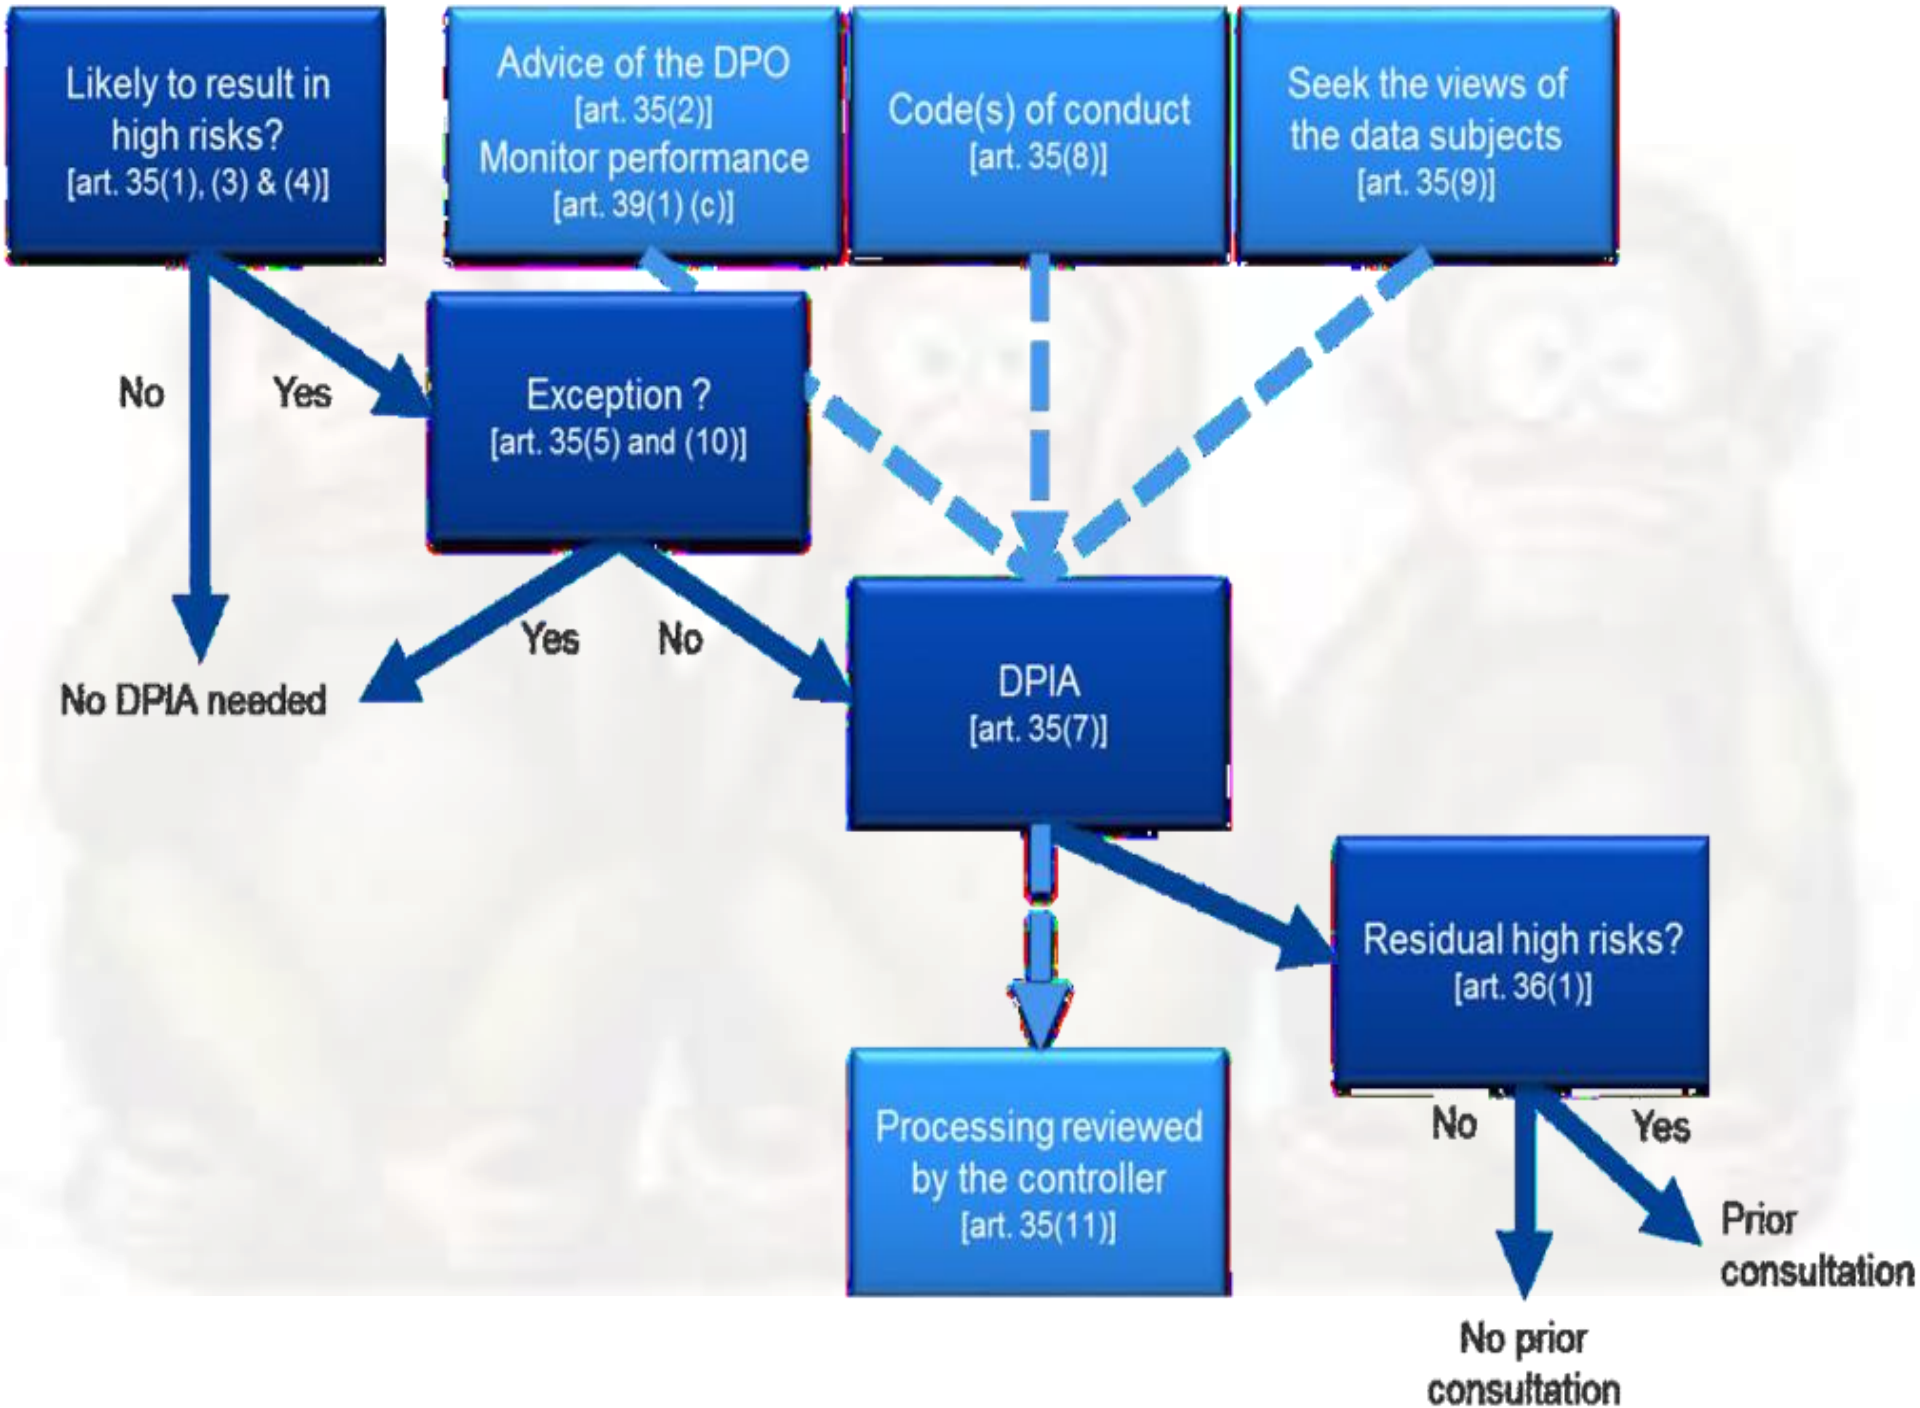 Likely to result in
high risks?
[art. 35(1), (3) & (4)]
Advice of the DPO
[art. 35(2)]
Monitor performance
[art. 39(1) (c)]
Code(s) of conduct
[art. 35(8)]
Seek the views of
the data subjects
[art. 35(9)]
No
Yes
Exception ?
[art. 35(5) and (10)]
Yes
No
No DPIA needed
DPIA
[art. 35(7)]
Residual high risks?
[art. 36(1)]
Processing reviewed
by the controller
[art. 35(11)]
No
Yes
Prior
consultation
No prior
consultation